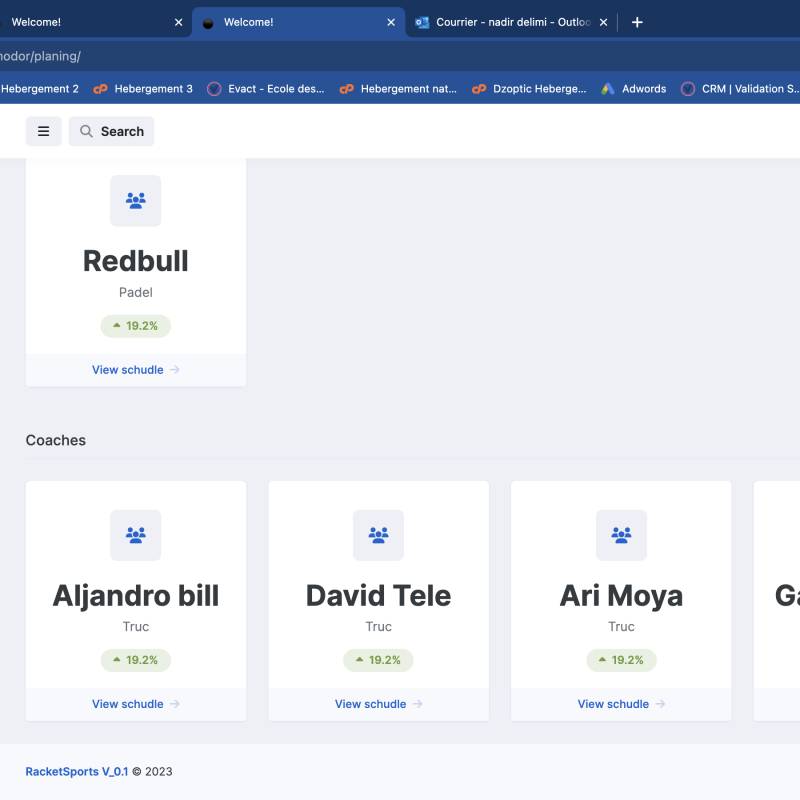 Welcome!
Welcome!
Courrier - nadir delimi - Outloo
nodor/planing/
Hebergement 2
Hebergement 3
Evact - Ecole des...
Hebergement nat...
Dzoptic Heberge...
Adwords
CRM | Validation S...
Search
Redbull
Padel
19.2%
View schudle
Coaches
Aljandro bill
Truc
19.2%
View schudle
David Tele
Truc
19.2%
View schudle
Ari Moya
Truc
19.2%
View schudle
RacketSports V_0.1 © 2023